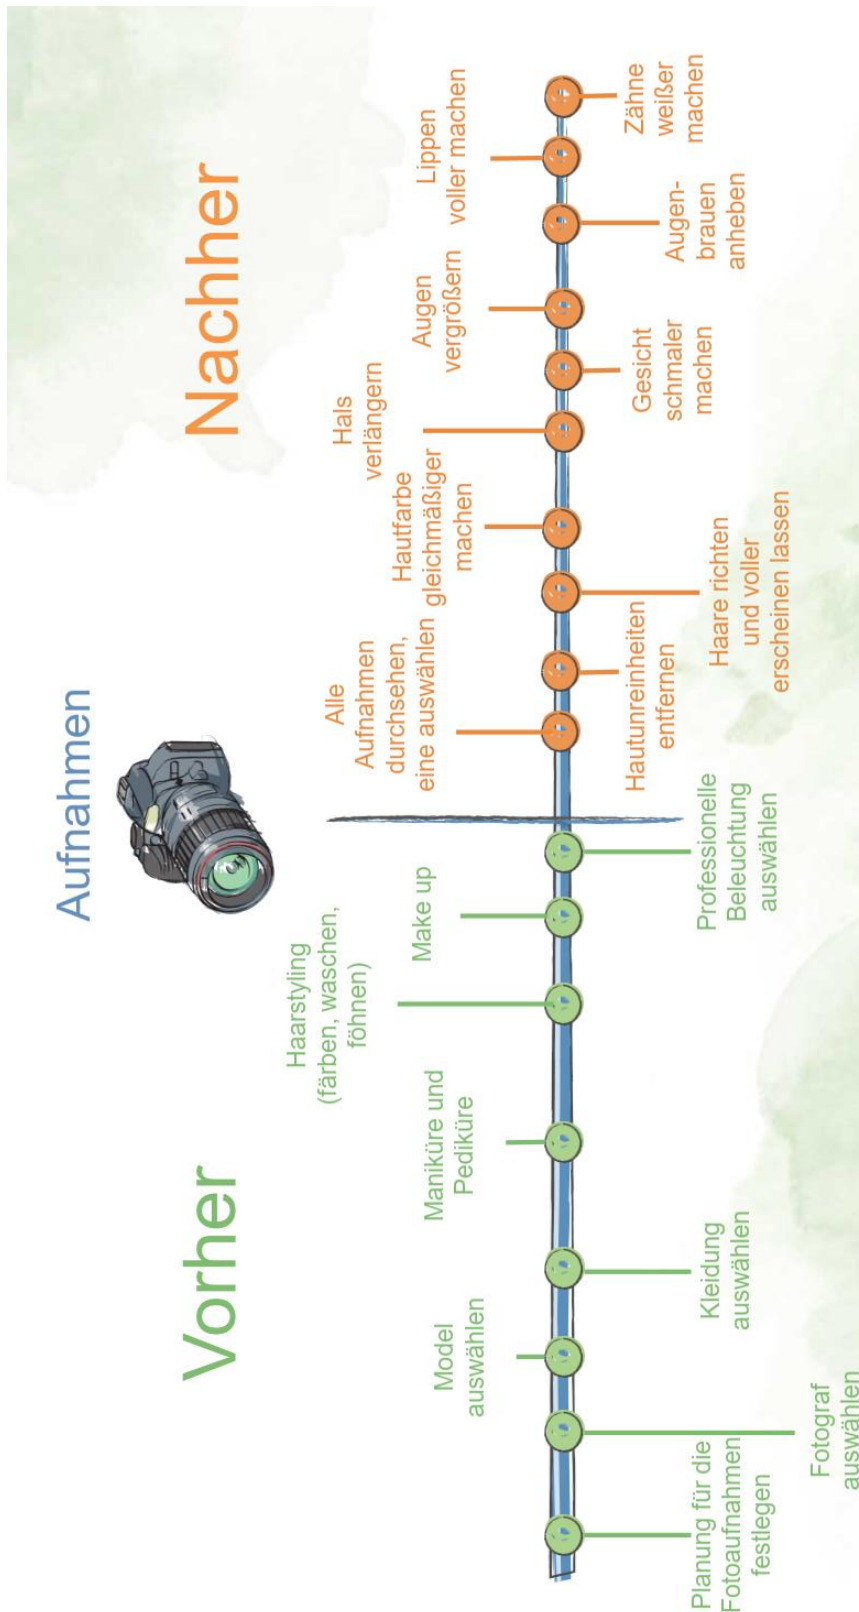 Vorher
Aufnahmen
Nachher
Planung für die
Fotoaufnahmen
festlegen
Fotograf
auswählen
Model
auswählen
Kleidung
auswählen
Maniküre und
Pediküre
Haarstyling
(färben, waschen,
föhnen)
Make up
Professionelle
Beleuchtung
auswählen
Alle
Aufnahmen
durchsehen,
eine auswählen
Hautunreinheiten
entfernen
Haare richten
und voller
erscheinen lassen
Hautfarbe
gleichmäßiger
machen
Hals
verlängern
Gesicht
schmaler
machen
Augen
vergrößern
Augen-
brauen
anheben
Lippen
voller machen
Zähne
weißer
machen